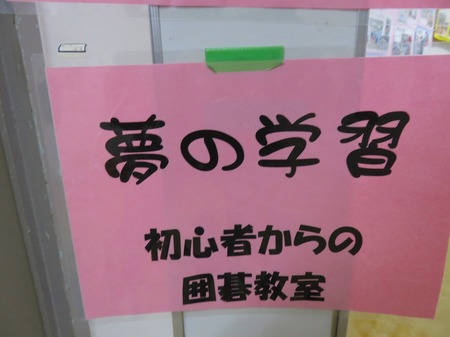 夢の学習
初心者からの
囲碁教室